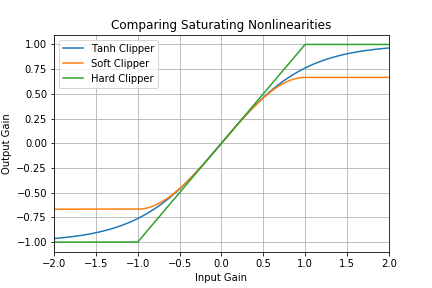 Comparing Saturating Nonlinearities
Tanh Clipper
Soft Clipper
Hard Clipper
Output Gain
1.00
0.75
0.50
0.25
0.00
−0.25
−0.50
−0.75
−1.00
−2.0 −1.5 −1.0 −0.5 0.0 0.5 1.0 1.5 2.0
Input Gain